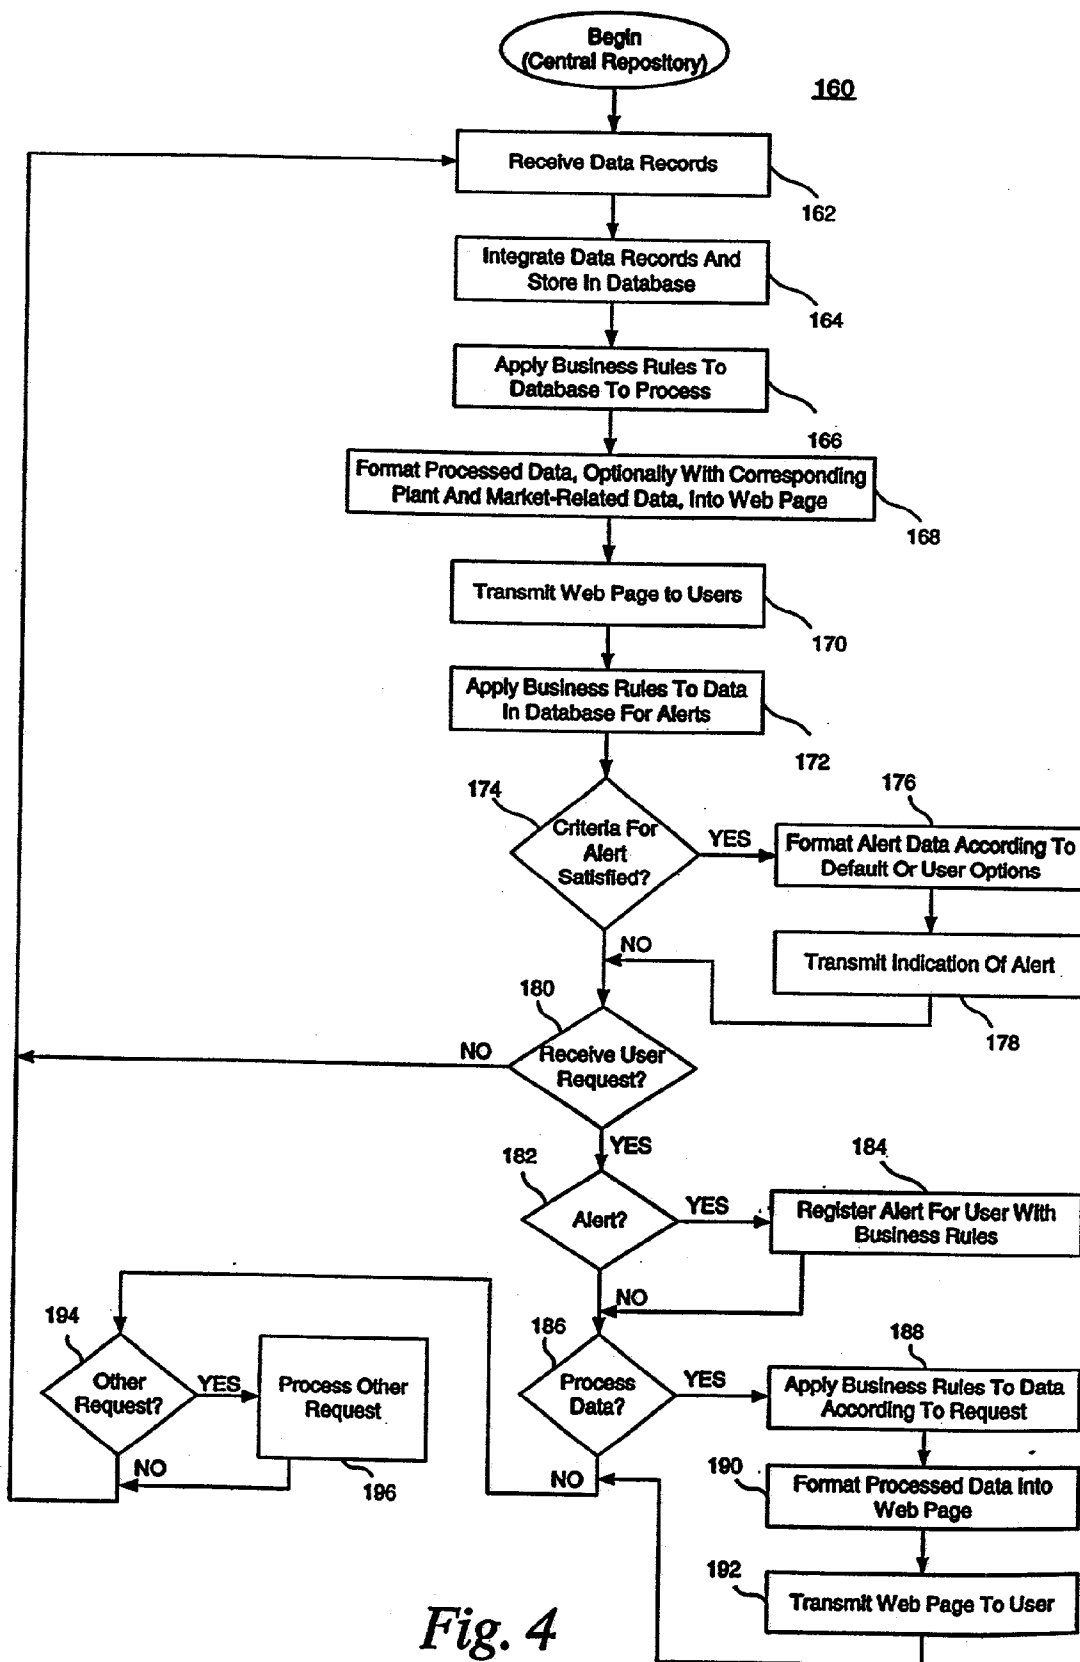 Begin
(Central Repository)
160
Receive Data Records
162
Integrate Data Records And
Store In Database
164
Apply Business Rules To
Database To Process
166
Format Processed Data, Optionally With Corresponding
Plant And Market-Related Data, Into Web Page
168
Transmit Web Page to Users
170
Apply Business Rules To Data
In Database For Alerts
172
174
Criteria For
Alert
Satisfied?
YES
176
Format Alert Data According To
Default Or User Options
NO
Transmit Indication Of Alert
178
180
Receive User
Request?
NO
YES
182
Alert?
YES
184
Register Alert For User With
Business Rules
NO
194
Other
Request?
YES
Process Other
Request
NO
196
186
Process
Data?
YES
188
Apply Business Rules To Data
According To Request
NO
190
Format Processed Data Into
Web Page
192
Transmit Web Page To User
Fig. 4